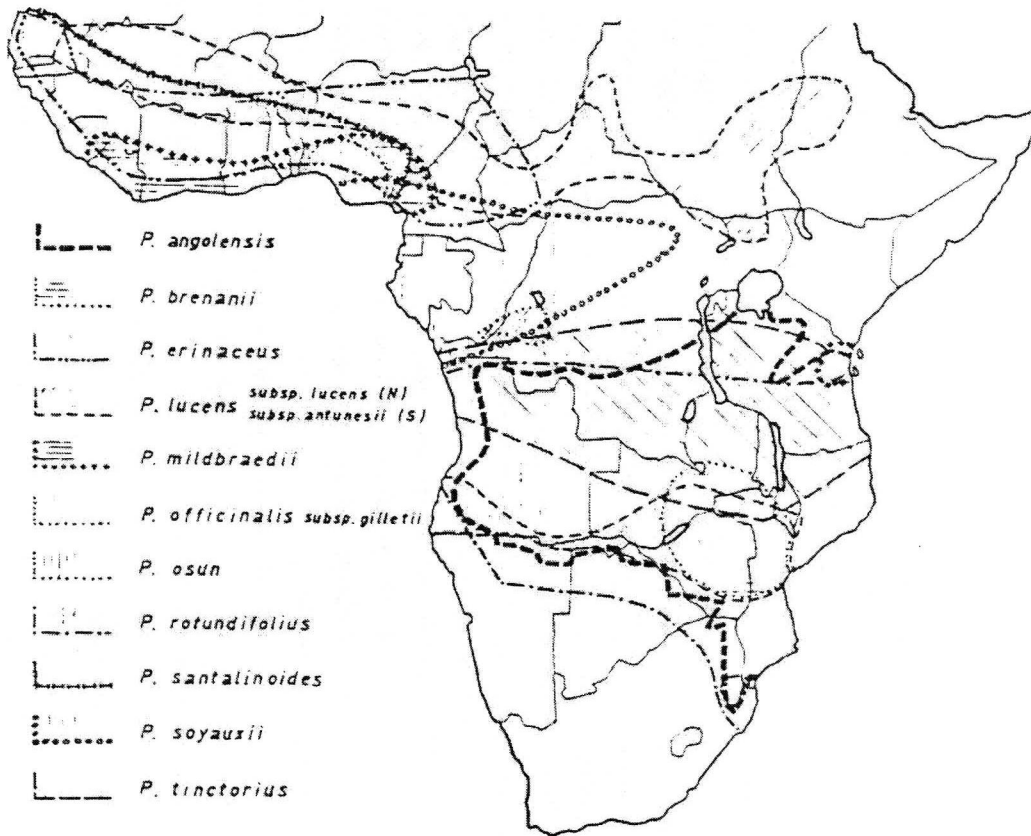 P. angolensis
P. brenanii
P. erinaceus
P. lucens subsp. lucens (N)
subsp. antunesii (S)
P. mildbraedii
P. officinalis subsp. gilletii
P. osun
P. rotundifolius
P. santalinoides
P. soyauxii
P. tinctorius